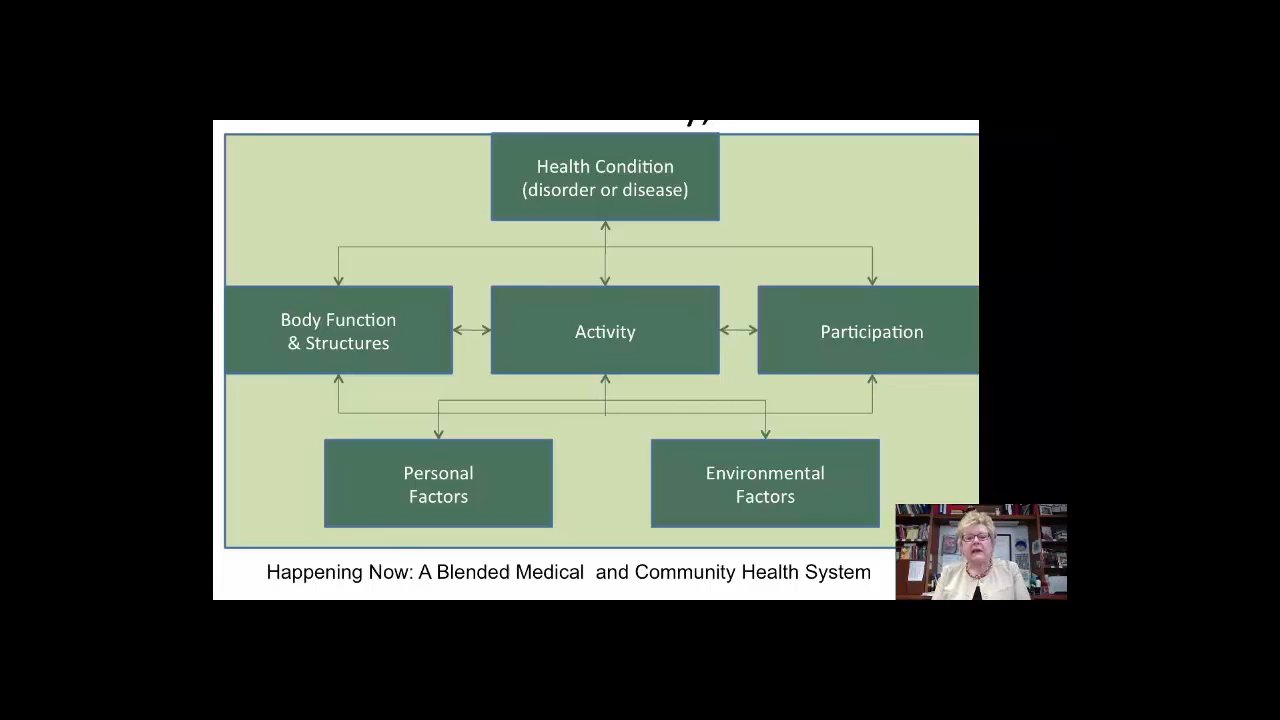 Health Condition
(disorder or disease)
Body Function
& Structures
Activity
Participation
Personal
Factors
Environmental
Factors
Happening Now: A Blended Medical and Community Health System